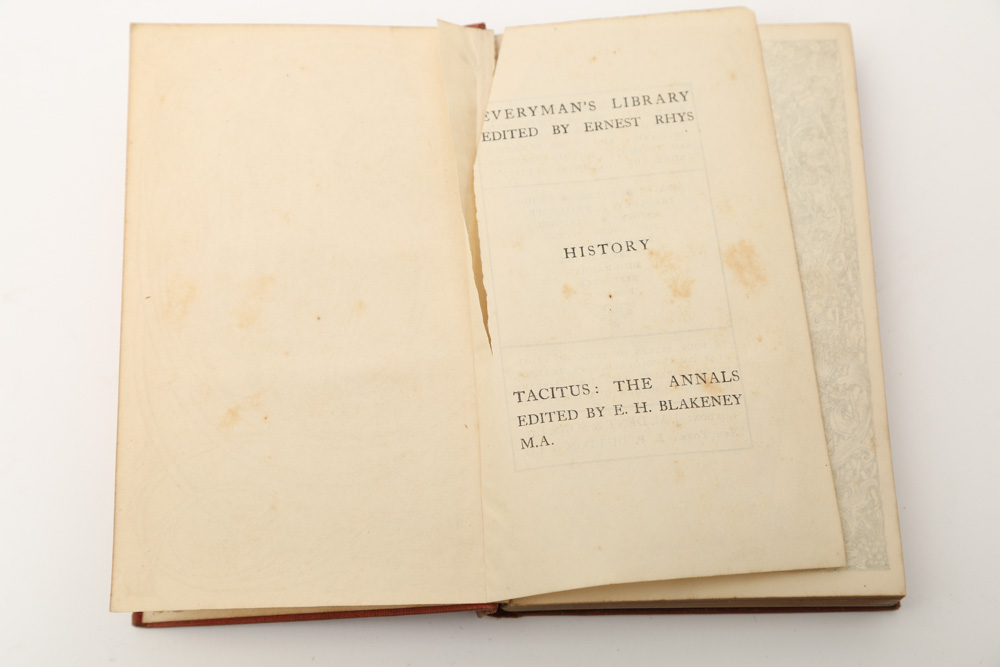 EVERYMAN'S LIBRARY
EDITED BY ERNEST RHYS
HISTORY
TACITUS: THE ANNALS
EDITED BY E. H. BLAKENEY
M.A.